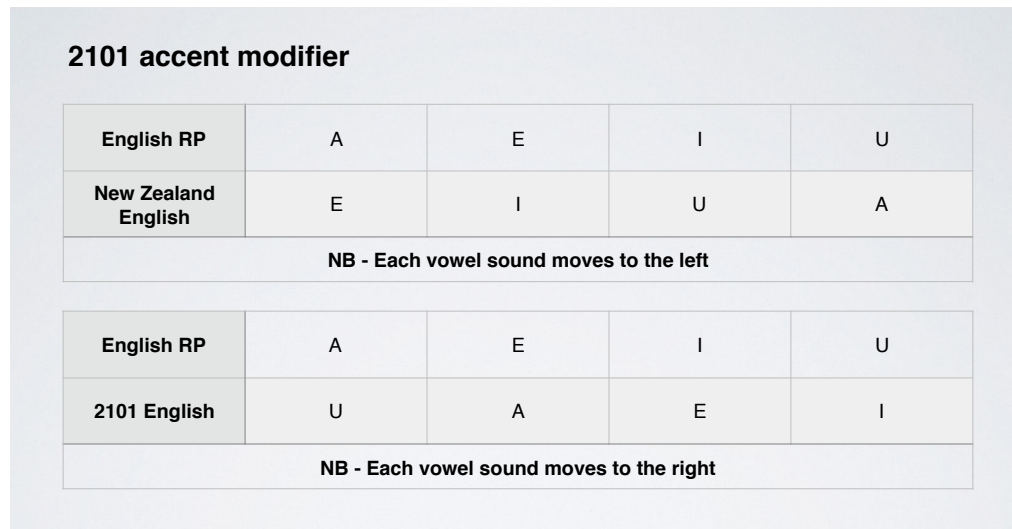 2101 accent modifier
English RP A E I U
New Zealand
English E I U A
NB - Each vowel sound moves to the left
English RP A E I U
2101 English U A E I
NB - Each vowel sound moves to the right